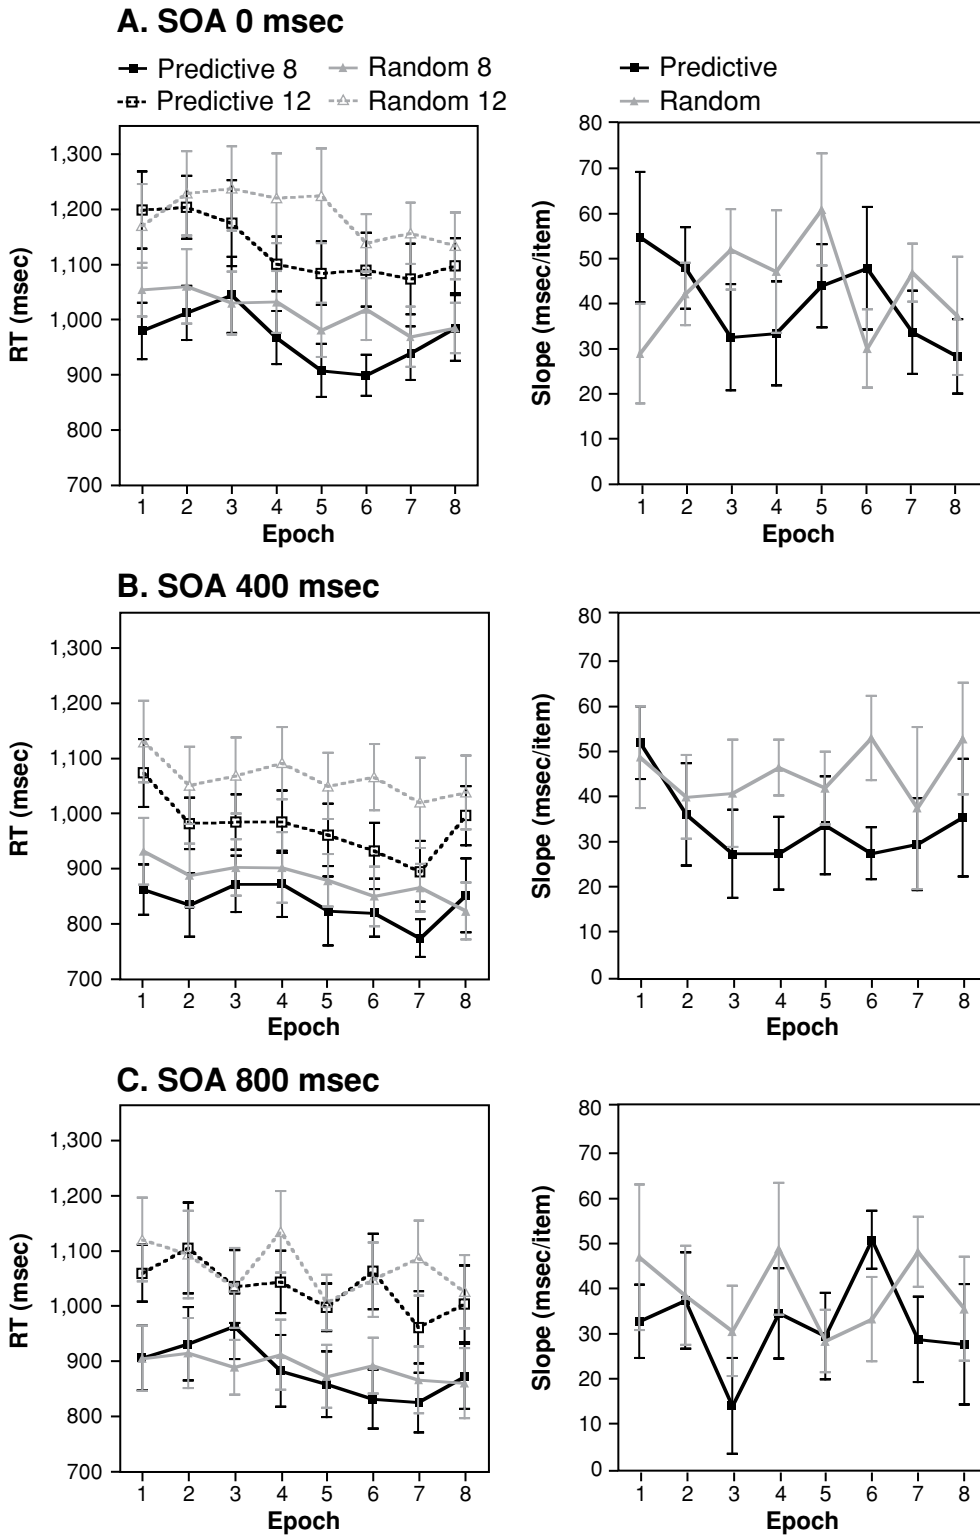 A. SOA 0 msec
Predictive 8 Random 8
Predictive 12 Random 12
Predictive
Random
1,300
1,200
1,100
1,000
900
800
700
RT (msec)
1 2 3 4 5 6 7 8
Epoch
80
70
60
50
40
30
20
10
0
Slope (msec/item)
1 2 3 4 5 6 7 8
Epoch
B. SOA 400 msec
1,300
1,200
1,100
1,000
900
800
700
RT (msec)
1 2 3 4 5 6 7 8
Epoch
80
70
60
50
40
30
20
10
0
Slope (msec/item)
1 2 3 4 5 6 7 8
Epoch
C. SOA 800 msec
1,300
1,200
1,100
1,000
900
800
700
RT (msec)
1 2 3 4 5 6 7 8
Epoch
80
70
60
50
40
30
20
10
0
Slope (msec/item)
1 2 3 4 5 6 7 8
Epoch